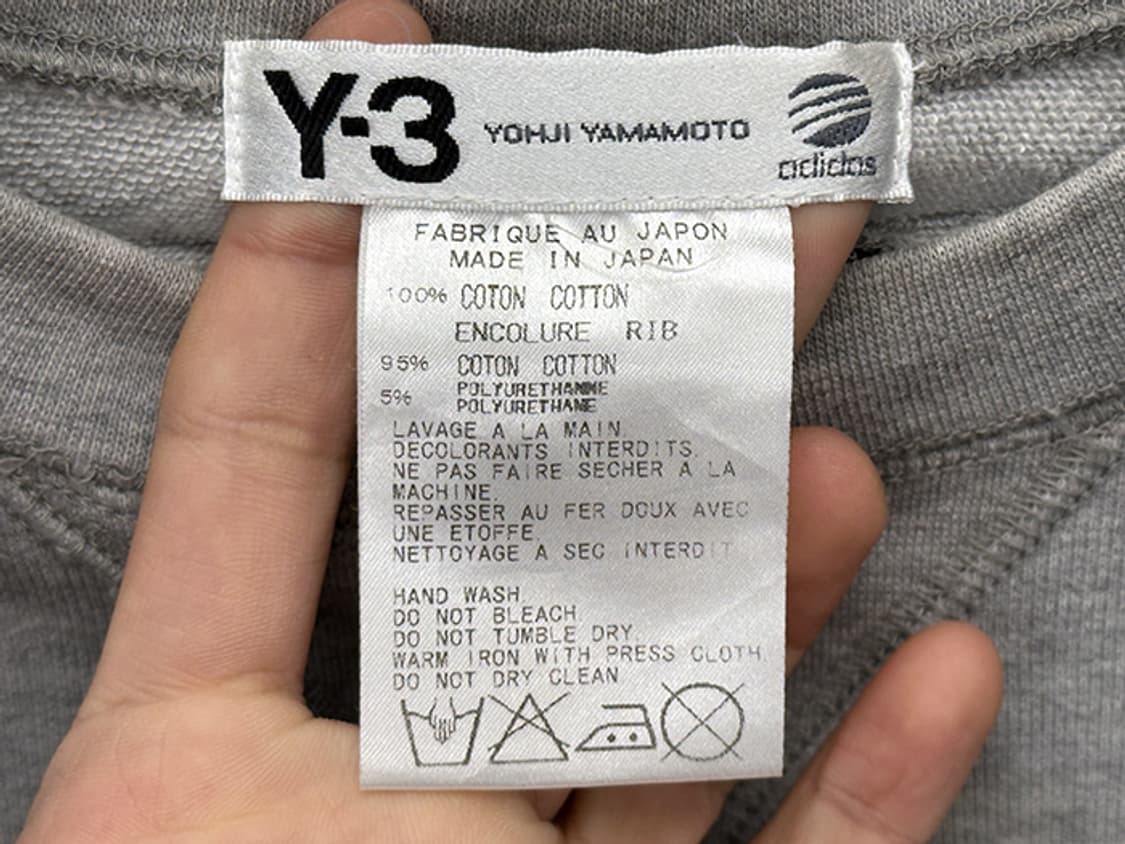 Y-3 YOHJI YAMAMOTO adidas
FABRIQUE AU JAPON
MADE IN JAPAN
100% COTON COTTON
ENCOLURE RIB
95% COTON COTTON
5% POLYURETHANNE
POLYURETHANE
LAVAGE A LA MAIN.
DECOLORANTS INTERDITS.
NE PAS FAIRE SECHER A LA
MACHINE.
REPASSER AU FER DOUX AVEC
UNE ETOFFE.
NETTOYAGE A SEC INTERDIT
HAND WASH
DO NOT BLEACH.
DO NOT TUMBLE DRY.
WARM IRON WITH PRESS CLOTH.
DO NOT DRY CLEAN